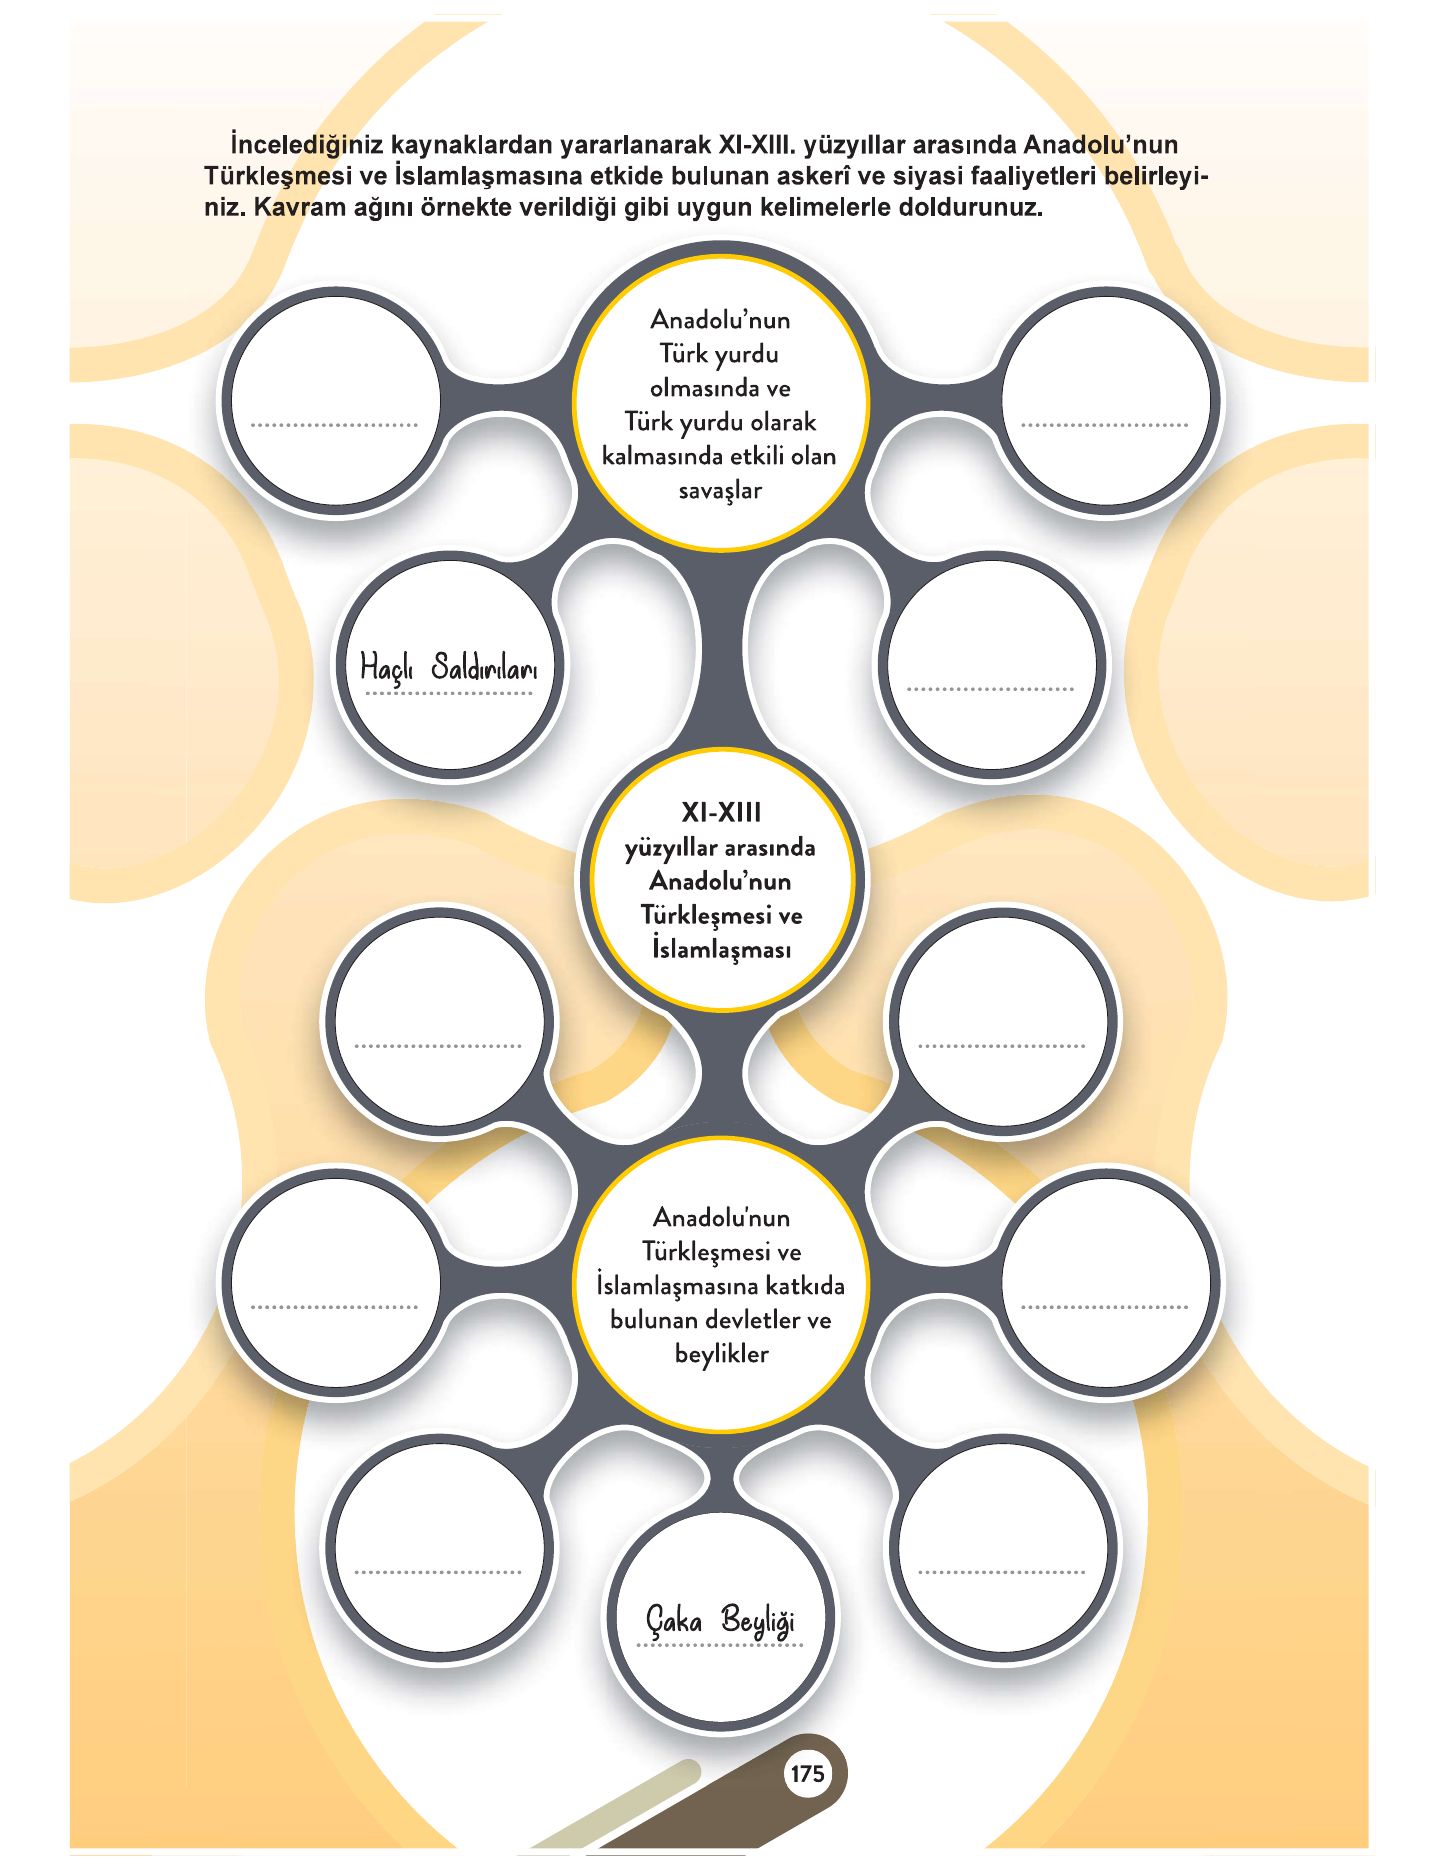 İncelediğiniz kaynaklardan yararlanarak XI-XIII. yüzyıllar arasında Anadolu’nun
Türkleşmesi ve İslamlaşmasına etkide bulunan askerî ve siyasi faaliyetleri belirleyi-
niz. Kavram ağını örnekte verildiği gibi uygun kelimelerle doldurunuz.
Anadolu’nun
Türk yurdu
olmasında ve
Türk yurdu olarak
kalmasında etkili olan
savaşlar
Haçlı Saldırıları
XI-XIII
yüzyıllar arasında
Anadolu’nun
Türkleşmesi ve
İslamlaşması
Anadolu'nun
Türkleşmesi ve
İslamlaşmasına katkıda
bulunan devletler ve
beylikler
Çaka Beyliği
175